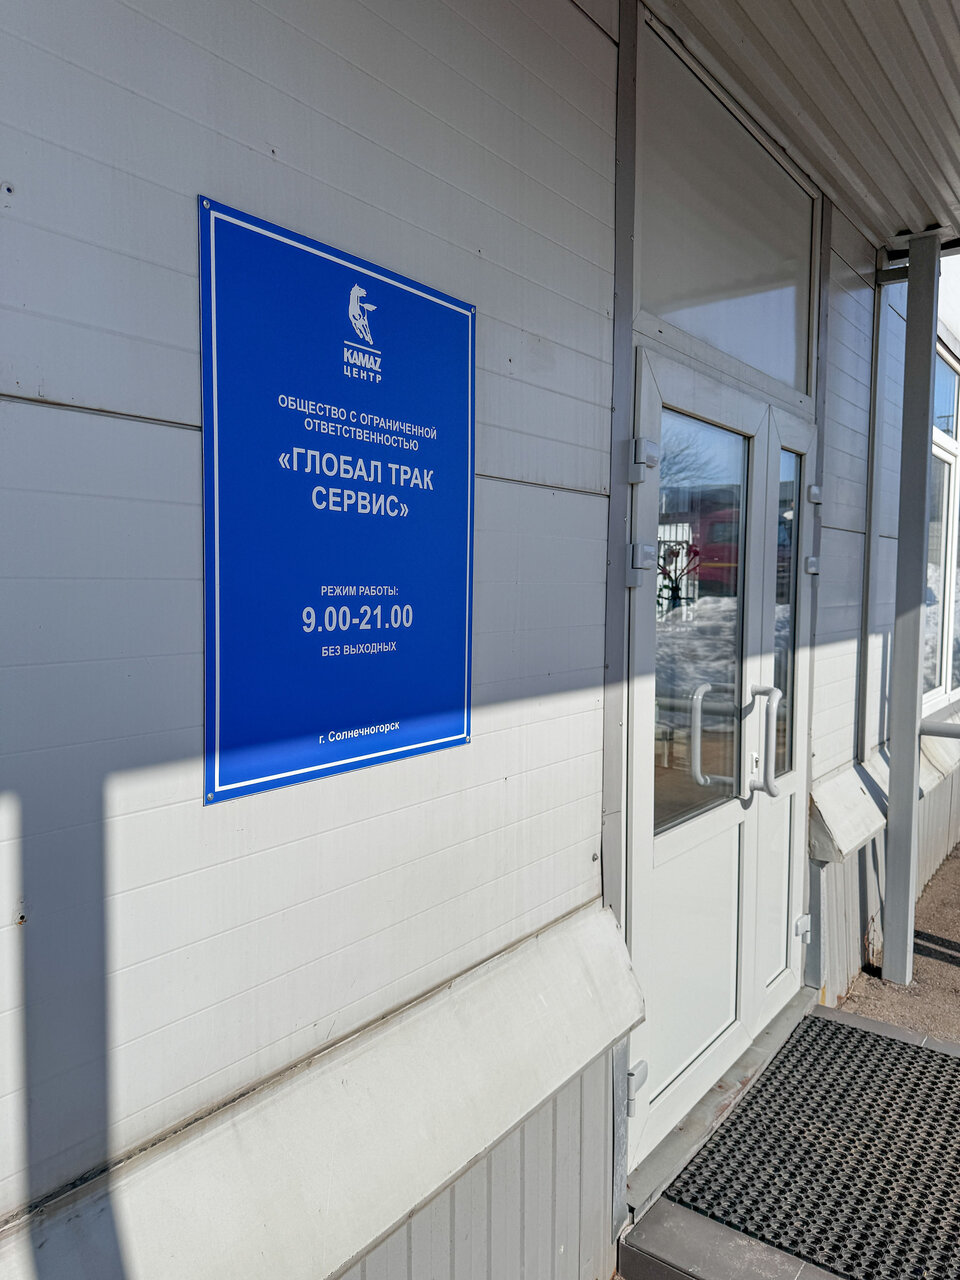 KAMAZ
ЦЕНТР
ОБЩЕСТВО С ОГРАНИЧЕННОЙ
ОТВЕТСТВЕННОСТЬЮ
«ГЛОБАЛ ТРАК
СЕРВИС»
РЕЖИМ РАБОТЫ:
9.00-21.00
БЕЗ ВЫХОДНЫХ
г. Солнечногорск